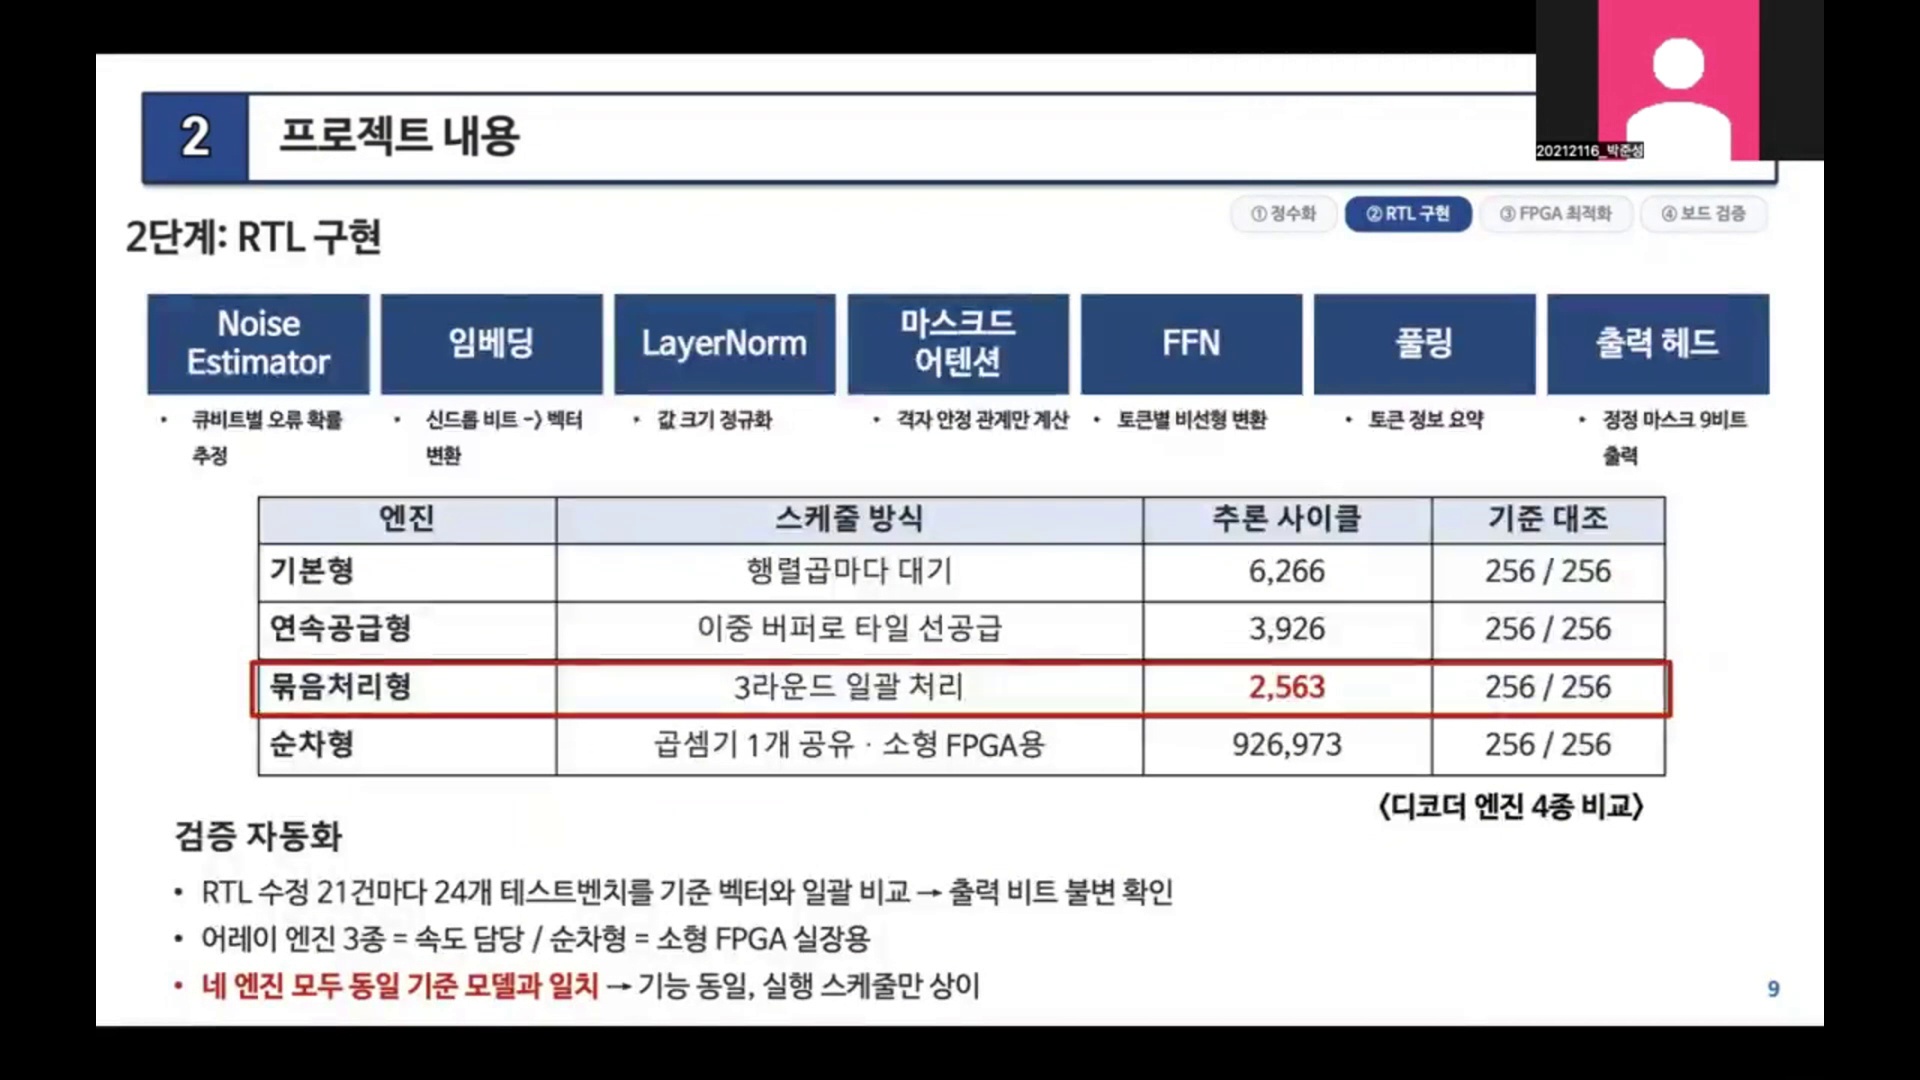 20212116_박준성
2
프로젝트 내용
2단계: RTL 구현
① 정수화
② RTL 구현
③ FPGA 최적화
④ 보드 검증
Noise
Estimator
임베딩
LayerNorm
마스크드
어텐션
FFN
풀링
출력 헤드
• 큐비트별 오류 확률
추정
• 신드롬 비트 -> 벡터
변환
• 값 크기 정규화
• 격자 안정 관계만 계산
• 토큰별 비선형 변환
• 토큰 정보 요약
• 정정 마스크 9비트
출력
엔진 스케줄 방식 추론 사이클 기준 대조
기본형 행렬곱마다 대기 6,266 256 / 256
연속공급형 이중 버퍼로 타일 선공급 3,926 256 / 256
묶음처리형 3라운드 일괄 처리 2,563 256 / 256
순차형 곱셈기 1개 공유 · 소형 FPGA용 926,973 256 / 256
<디코더 엔진 4종 비교>
검증 자동화
• RTL 수정 21건마다 24개 테스트벤치를 기준 벡터와 일괄 비교 → 출력 비트 불변 확인
• 어레이 엔진 3종 = 속도 담당 / 순차형 = 소형 FPGA 실장용
• 네 엔진 모두 동일 기준 모델과 일치 → 기능 동일, 실행 스케줄만 상이
9